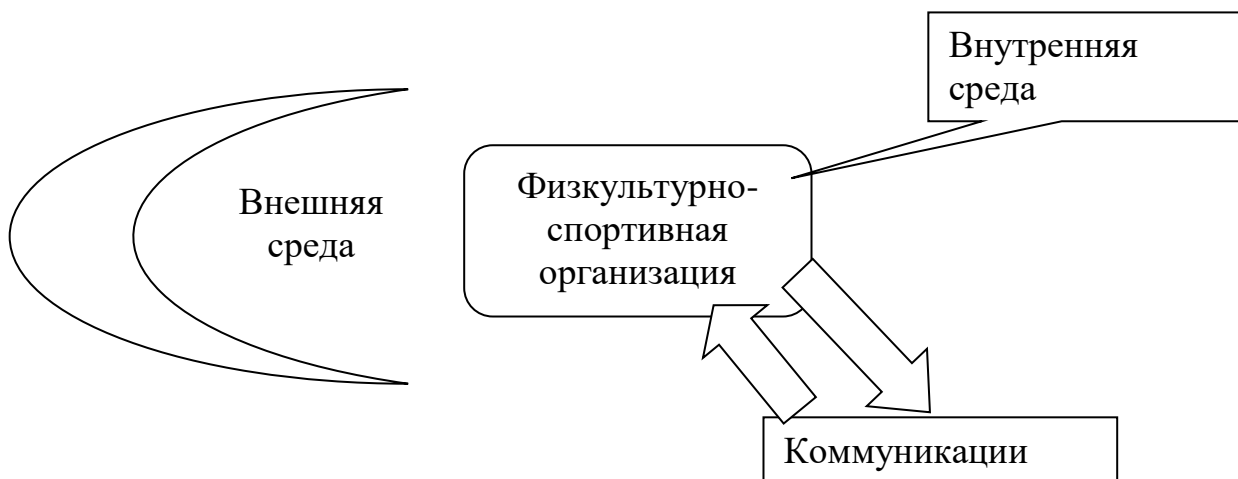 Внутренняя
среда
Внешняя
среда
Физкультурно-
спортивная
организация
Коммуникации